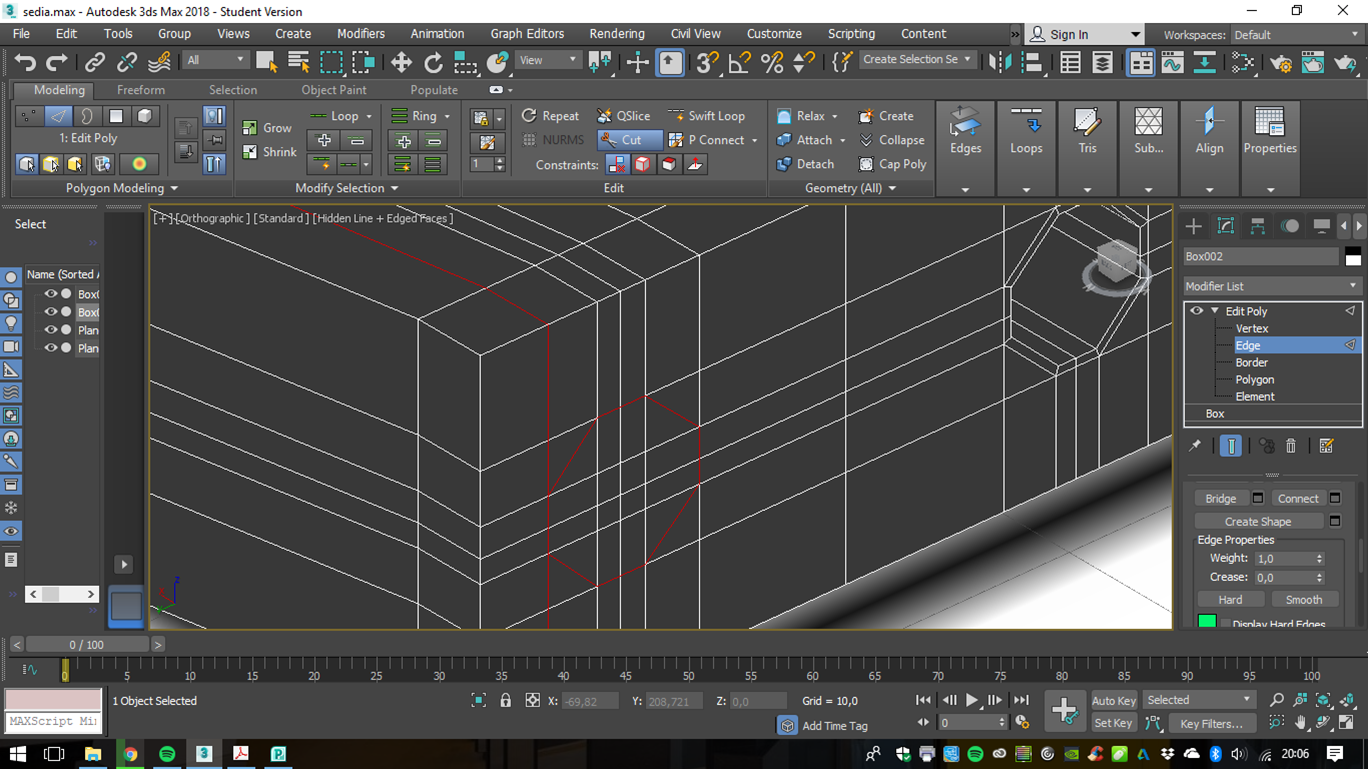 sedia.max - Autodesk 3ds Max 2018 - Student Version
File Edit Tools Group Views Create Modifiers Animation Graph Editors Rendering Civil View Customize Scripting Content » Sign In Workspaces: Default
All View Create Selection Se
Modeling Freeform Selection Object Paint Populate
Loop Ring Repeat QSlice Swift Loop Relax Create
1: Edit Poly Grow NURMS Cut P Connect Attach Collapse Edges Loops Tris Sub... Align Properties
Shrink 1 Constraints: Detach Cap Poly
Polygon Modeling Modify Selection Edit Geometry (All)
Select
[+] [Orthographic ] [Standard ] [Hidden Line + Edged Faces ]
Name (Sorted A
Box0
Box0
Plan
Plan
z
Box002
Modifier List
Edit Poly
Vertex
Edge
Border
Polygon
Element
Box
Bridge Connect
Create Shape
Edge Properties
Weight: 1,0
Crease: 0,0
Hard Smooth
Display Hard Edges
< 0 / 100 >
0 5 10 15 20 25 30 35 40 45 50 55 60 65 70 75 80 85 90 95 100
1 Object Selected X: -69,82 Y: 208,721 Z: 0,0 Grid = 10,0 Auto Key Selected
MAXScript Mi Add Time Tag 0 Set Key Key Filters...
20:06